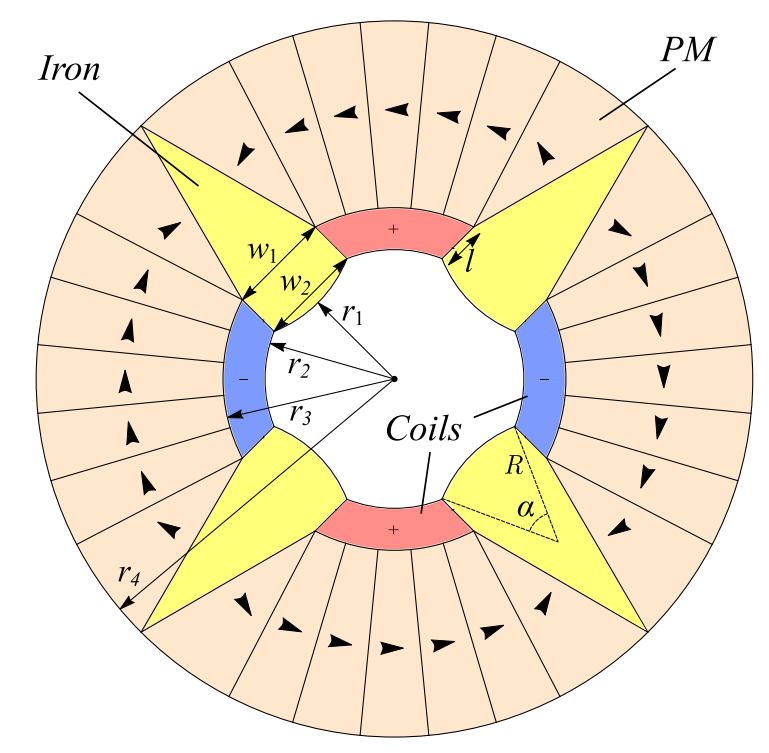 PM
Iron
+
w₁
l
w₂
r₁
r₂
−
−
r₃
Coils
R
α
r₄
+